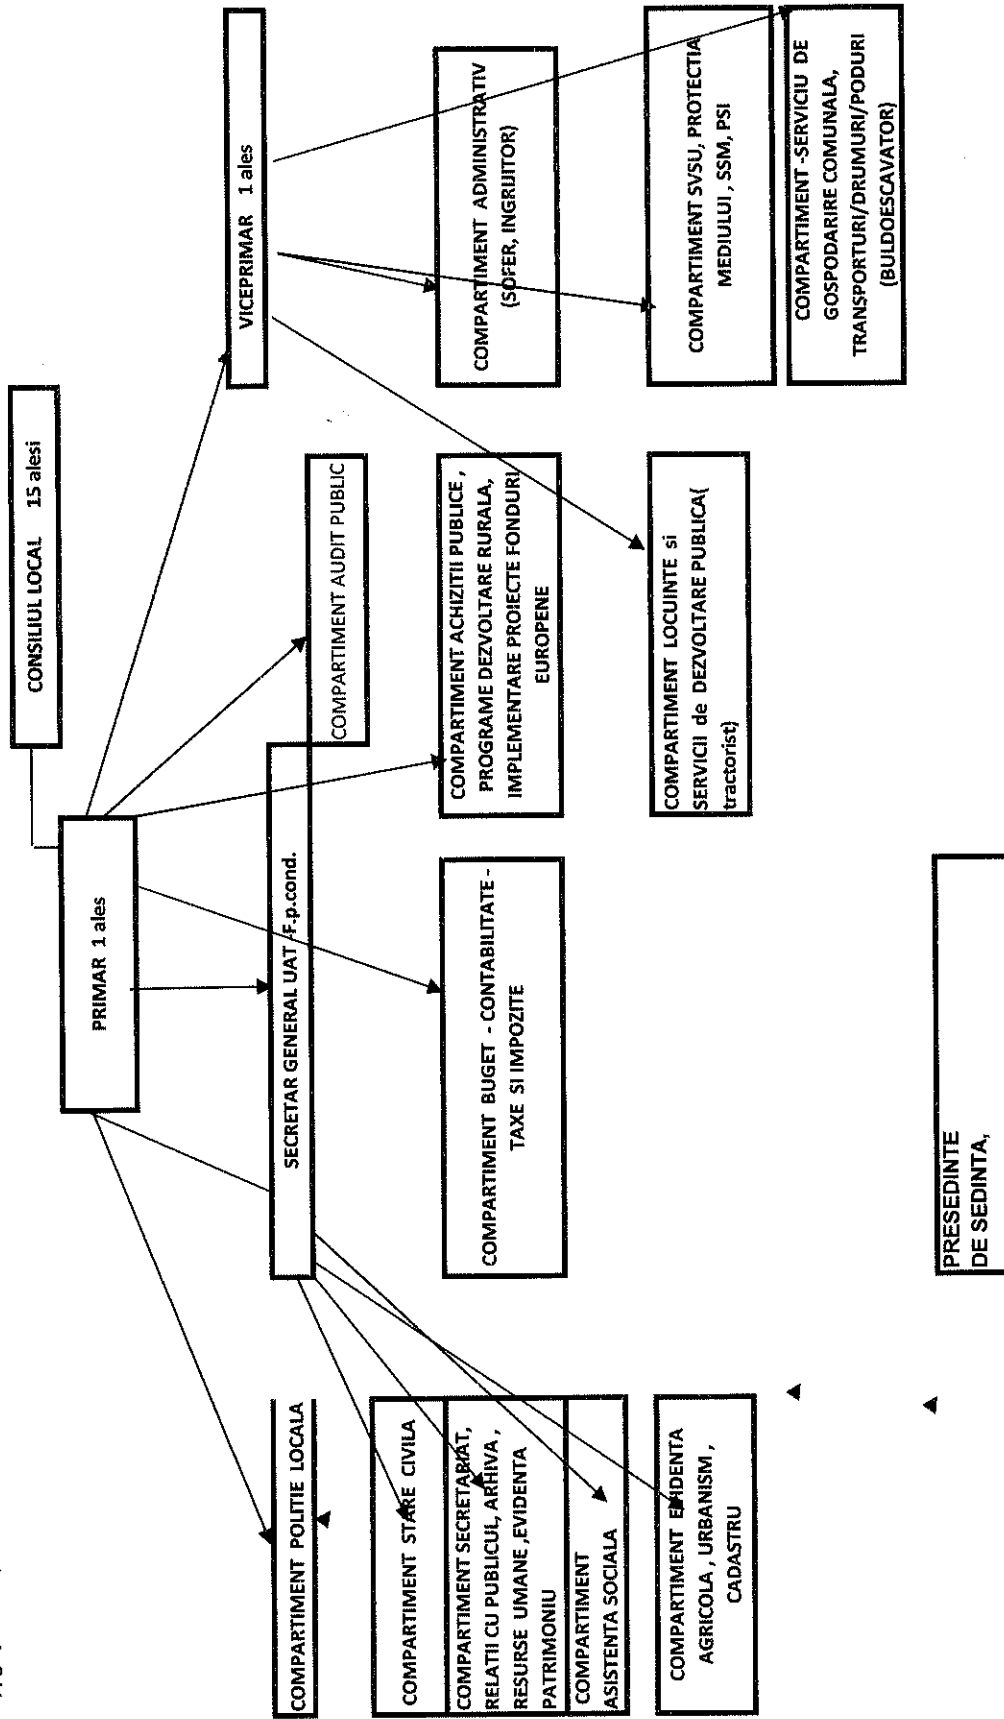 CONSILIUL LOCAL 15 alesi
PRIMAR 1 ales
VICEPRIMAR 1 ales
COMPARTIMENT POLITIE LOCALA
SECRETAR GENERAL UAT -F.p.cond.
COMPARTIMENT AUDIT PUBLIC
COMPARTIMENT STARE CIVILA
COMPARTIMENT SECRETARIAT,
RELATII CU PUBLICUL, ARHIVA ,
RESURSE UMANE ,EVIDENTA
PATRIMONIU
COMPARTIMENT
ASISTENTA SOCIALA
COMPARTIMENT BUGET - CONTABILITATE -
TAXE SI IMPOZITE
COMPARTIMENT ACHIZITII PUBLICE ,
PROGRAME DEZVOLTARE RURALA,
IMPLEMENTARE PROIECTE FONDURI
EUROPENE
COMPARTIMENT ADMINISTRATIV
(SOFER, INGRIJITOR)
COMPARTIMENT EVIDENTA
AGRICOLA , URBANISM ,
CADASTRU
COMPARTIMENT LOCUINTE si
SERVICII de DEZVOLTARE PUBLICA(
tractorist)
COMPARTIMENT SVSU, PROTECTIA
MEDIULUI , SSM, PSI
COMPARTIMENT -SERVICIU DE
GOSPODARIRE COMUNALA,
TRANSPORTURI/DRUMURI/PODURI
(BULDOESCAVATOR)
PRESEDINTE
DE SEDINTA,